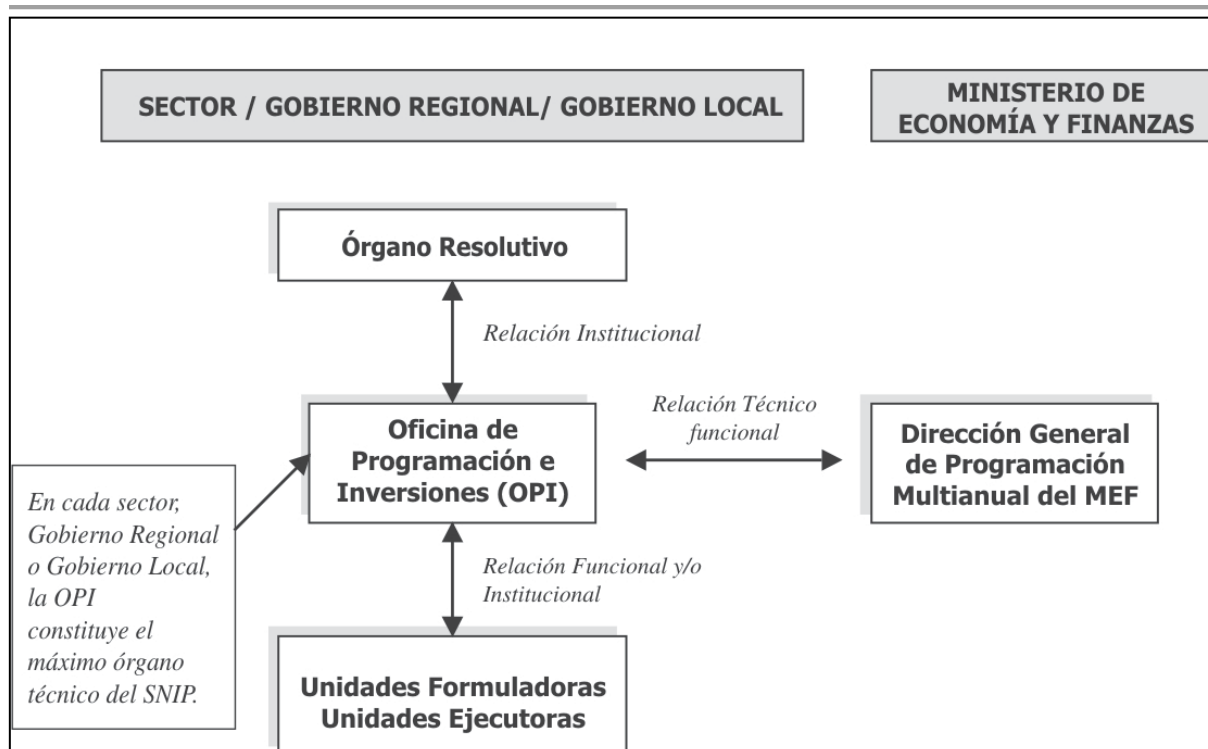 SECTOR / GOBIERNO REGIONAL/ GOBIERNO LOCAL
MINISTERIO DE
ECONOMÍA Y FINANZAS
Órgano Resolutivo
Relación Institucional
Oficina de
Programación e
Inversiones (OPI)
Relación Técnico
funcional
Dirección General
de Programación
Multianual del MEF
En cada sector,
Gobierno Regional
o Gobierno Local,
la OPI
constituye el
máximo órgano
técnico del SNIP.
Relación Funcional y/o
Institucional
Unidades Formuladoras
Unidades Ejecutoras